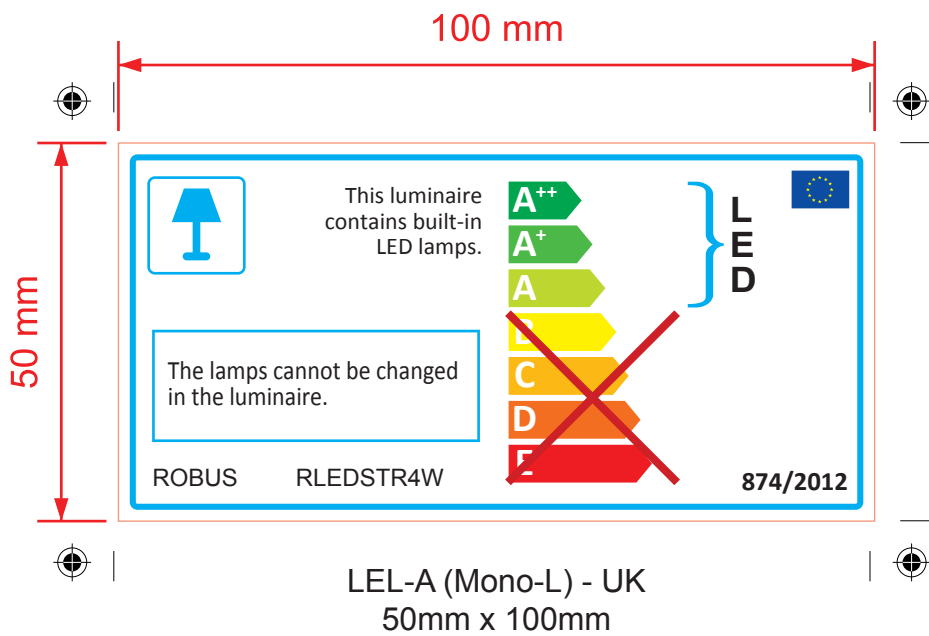 100 mm
50 mm
This luminaire
contains built-in
LED lamps.
A++
A+
A
B
C
D
E
L
E
D
The lamps cannot be changed
in the luminaire.
ROBUS RLEDSTR4W
874/2012
LEL-A (Mono-L) - UK
50mm x 100mm